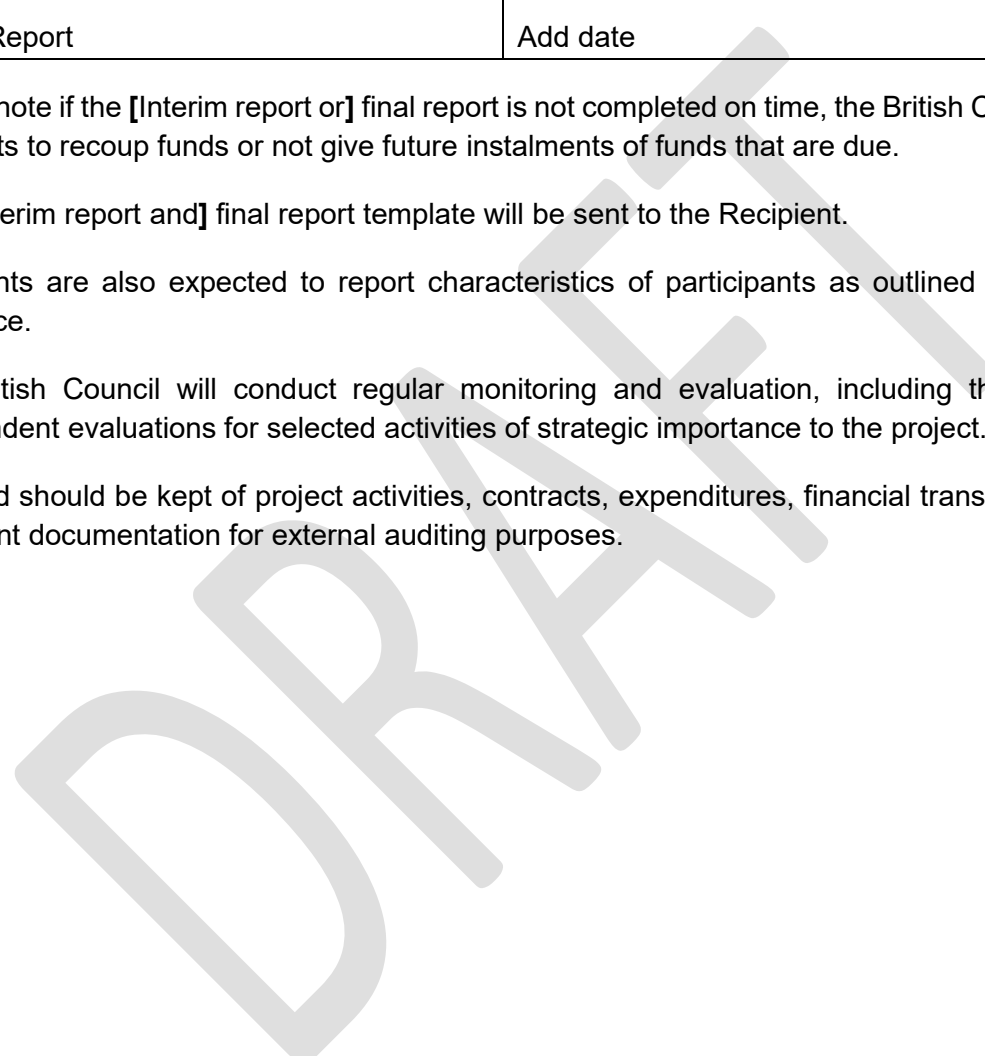 Report Add date
note if the [Interim report or] final report is not completed on time, the British C
ts to recoup funds or not give future instalments of funds that are due.
erim report and] final report template will be sent to the Recipient.
nts are also expected to report characteristics of participants as outlined
ce.
tish Council will conduct regular monitoring and evaluation, including th
ndent evaluations for selected activities of strategic importance to the project.
d should be kept of project activities, contracts, expenditures, financial trans
nt documentation for external auditing purposes.
DRAFT